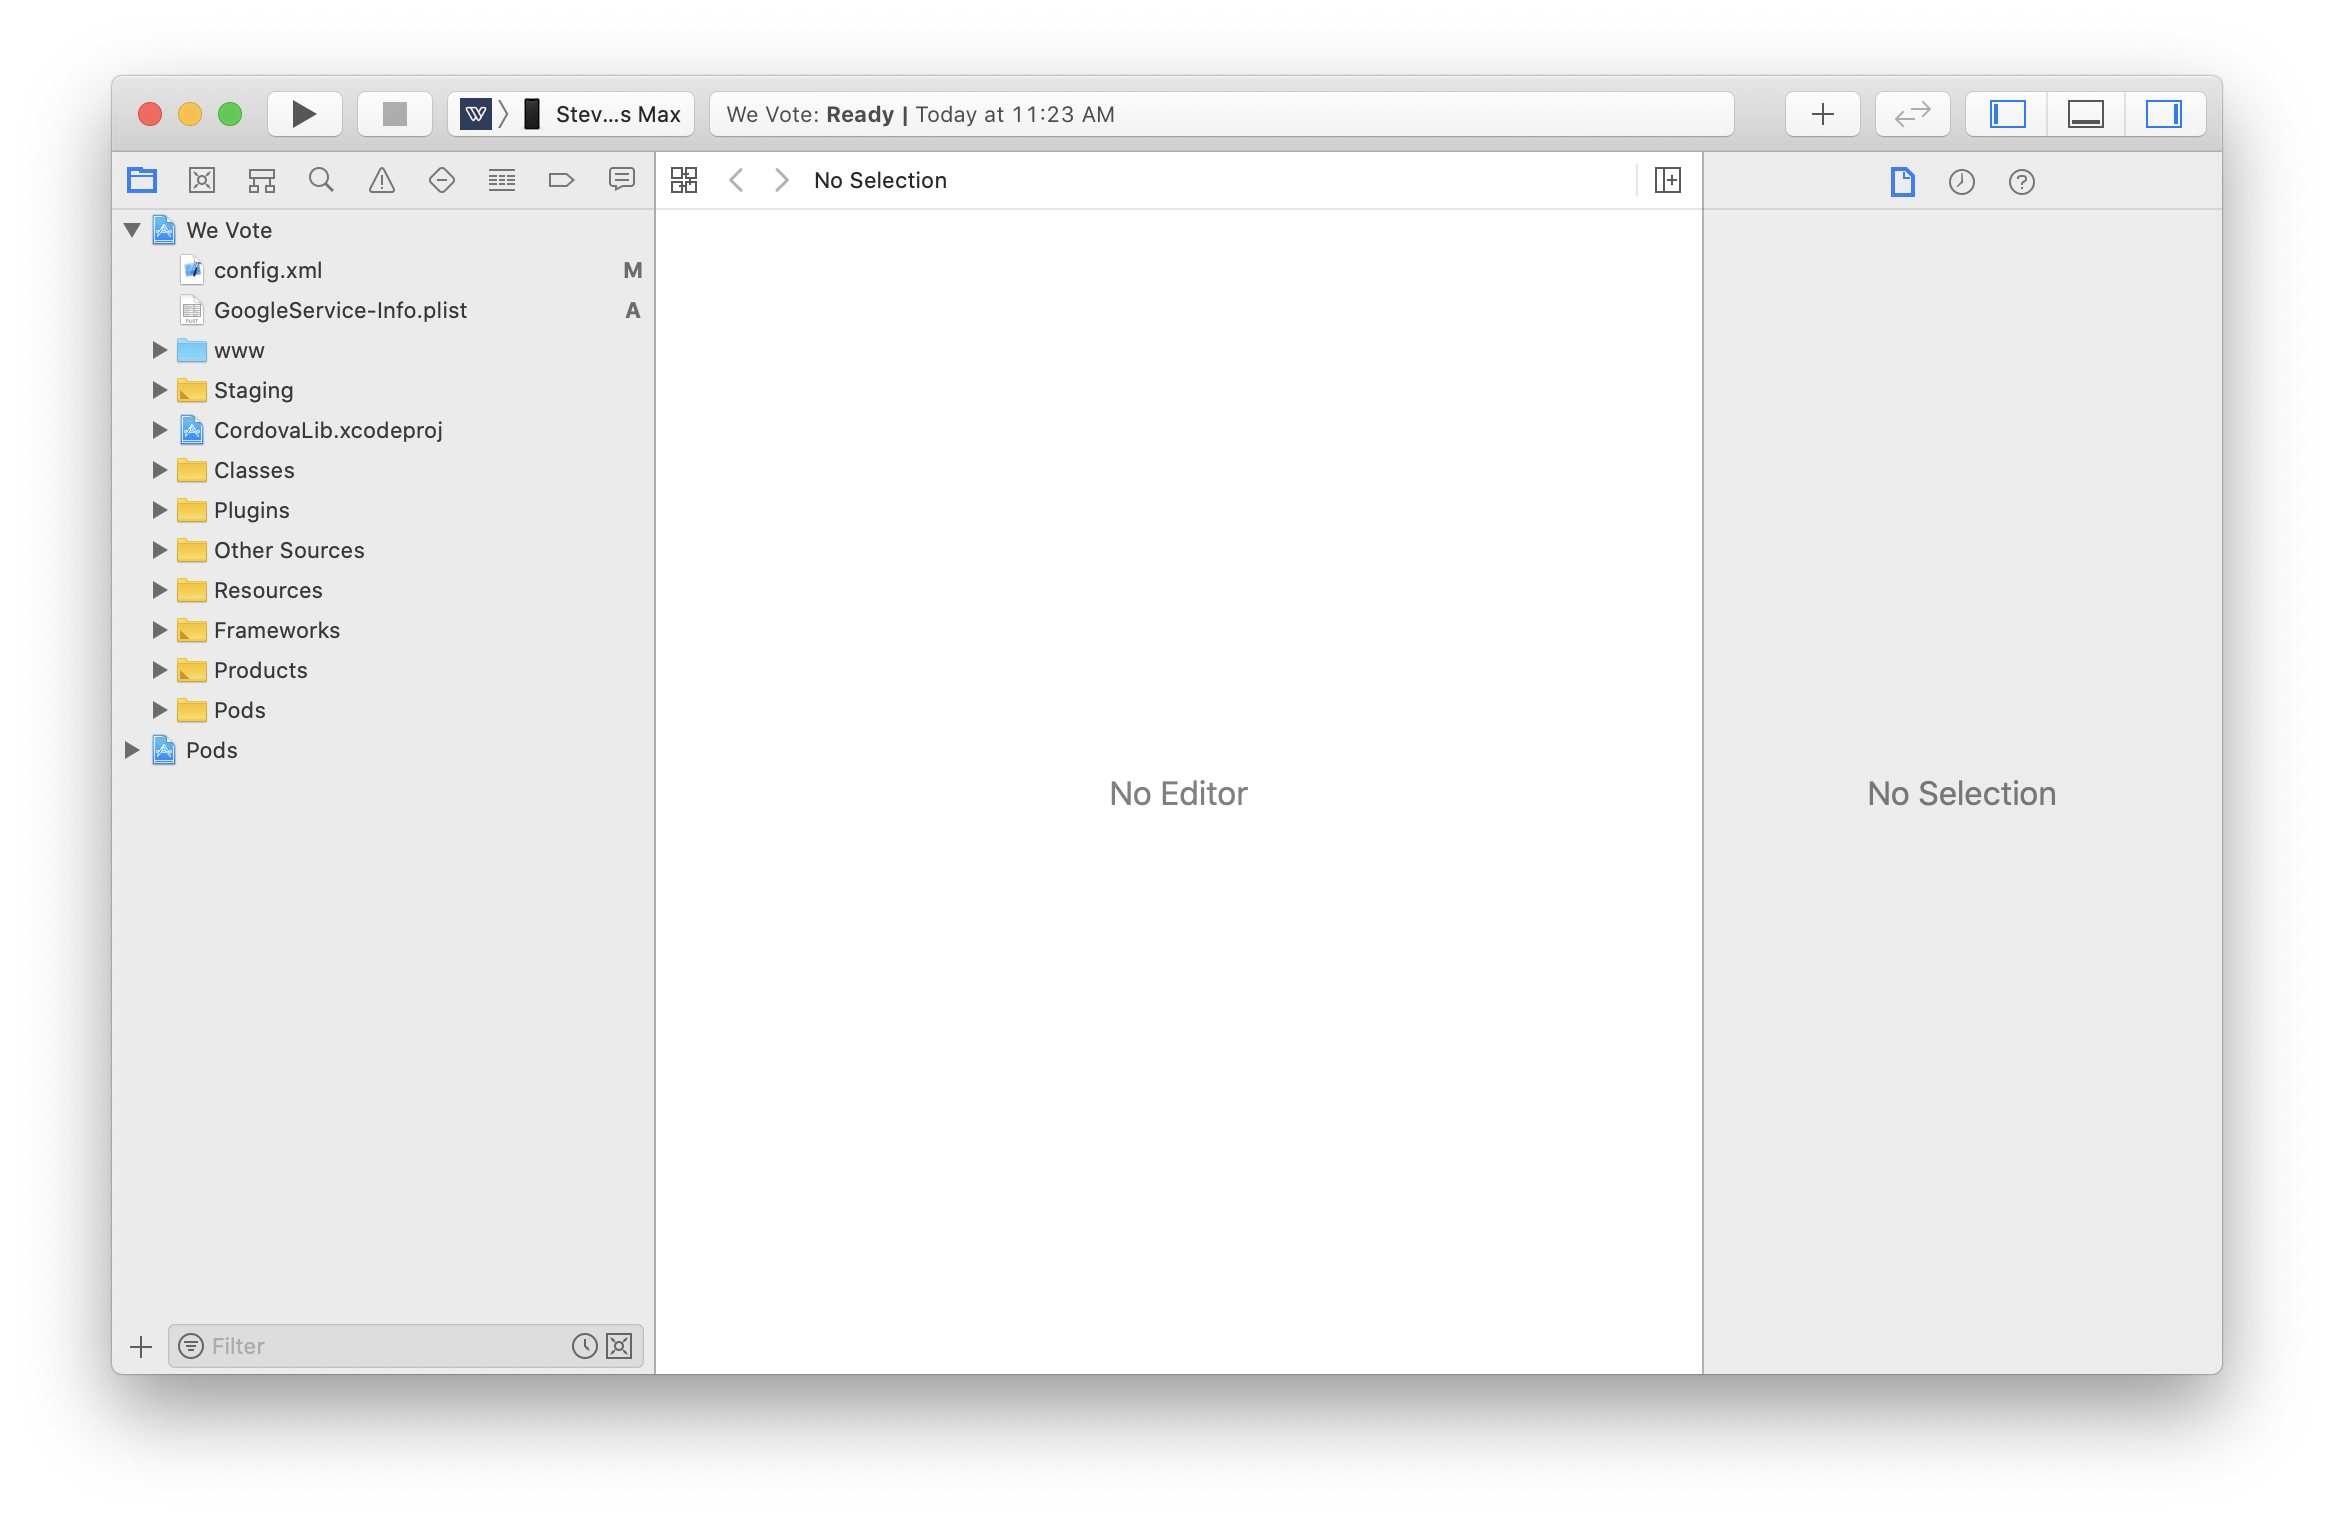 Stev...s Max
We Vote: Ready | Today at 11:23 AM
No Selection
We Vote
config.xml M
GoogleService-Info.plist A
www
Staging
CordovaLib.xcodeproj
Classes
Plugins
Other Sources
Resources
Frameworks
Products
Pods
Pods
No Editor
No Selection
Filter